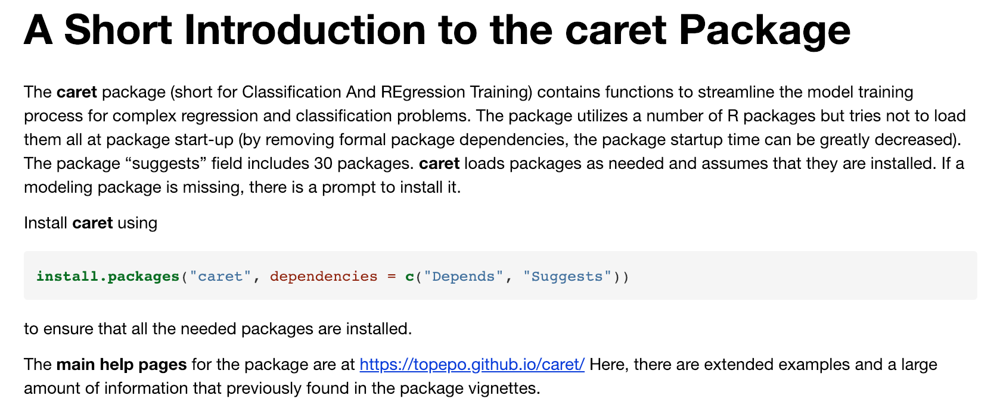 A Short Introduction to the caret Package
The caret package (short for Classification And REgression Training) contains functions to streamline the model training
process for complex regression and classification problems. The package utilizes a number of R packages but tries not to load
them all at package start-up (by removing formal package dependencies, the package startup time can be greatly decreased).
The package “suggests” field includes 30 packages. caret loads packages as needed and assumes that they are installed. If a
modeling package is missing, there is a prompt to install it.
Install caret using
install.packages("caret", dependencies = c("Depends", "Suggests"))
to ensure that all the needed packages are installed.
The main help pages for the package are at https://topepo.github.io/caret/ Here, there are extended examples and a large
amount of information that previously found in the package vignettes.